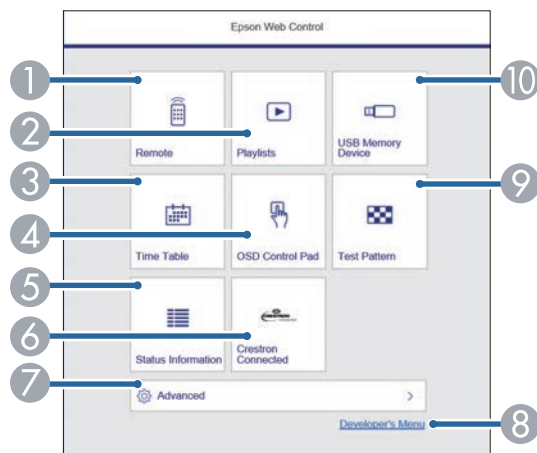 Epson Web Control
1
2
3
4
5
6
7
8
9
10
Remote
Playlists
USB Memory
Device
Time Table
OSD Control Pad
Test Pattern
Status Information
CRESTRON
Crestron
Connected
Advanced
Developer's Menu